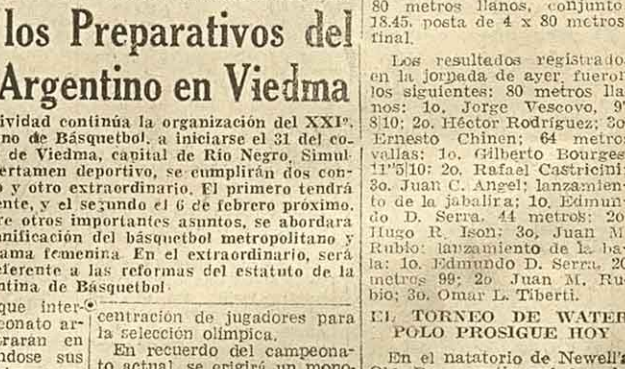 los Preparativos del
Argentino en Viedma
ividad continúa la organización del XXIº.
no de Básquetbol, a iniciarse el 31 del co-
de Viedma, capital de Río Negro. Simul-
ertamen deportivo, se cumplirán dos con-
o y otro extraordinario. El primero tendrá
ente, y el segundo el 6 de febrero próximo.
re otros importantes asuntos, se abordará
nificación del básquetbol metropolitano y
ama femenina. En el extraordinario, será
eferente a las reformas del estatuto de la
ntina de Básquetbol.
que inter-
conato ar-
rarán en
ndose sus
centración de jugadores para
la selección olímpica.
En recuerdo del campeona-
to actual, se erigirá un mono-
80 metros llanos, conjunto
18.45, posta de 4 x 80 metros
final.
Los resultados registrado
en la jornada de ayer, fueron
los siguientes: 80 metros lla
nos: 1o. Jorge Vescovo, 9"
8|10; 2o. Héctor Rodríguez; 3o
Ernesto Chinen; 64 metro
vallas: 1o. Gilberto Bourges
11"5|10; 2o. Rafael Castricini
3o. Juan C. Angel; lanzamien
to de la jabalira; 1o. Edmun
do D. Serra, 44 metros; 2o
Hugo R. Ison; 3o, Juan M
Rubio; lanzamiento de la ba
la: 1o. Edmundo D. Serra, 20
metros 99; 2o Juan M. Ru
bio; 3o. Omar L. Tiberti.
EL TORNEO DE WATER
POLO PROSIGUE HOY
En el natatorio de Newell's